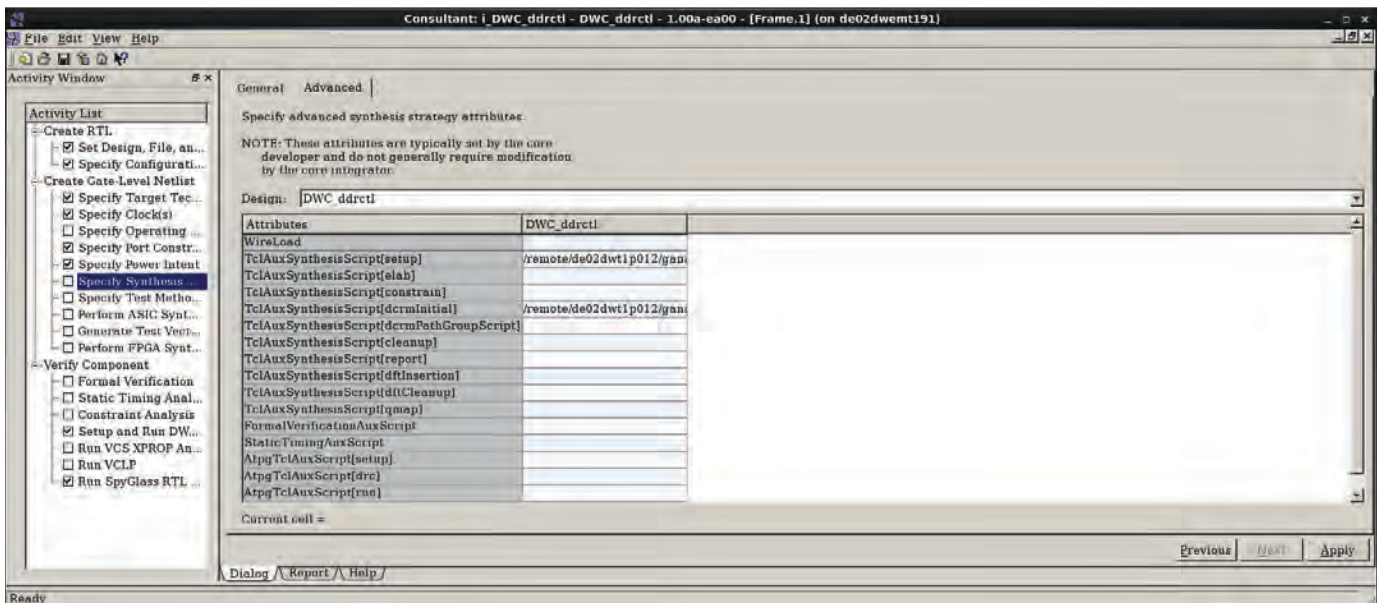 Consultant: i_DWC_ddrctl - DWC_ddrctl - 1.00a-ea00 - [Frame.1] (on de02dwemt191)
File Edit View Help
Activity Window
Activity List
Create RTL
Set Design, File, an...
Specify Configurati...
Create Gate-Level Netlist
Specify Target Tec...
Specify Clock(s)
Specify Operating ...
Specify Port Constr...
Specify Power Intent
Specify Synthesis ...
Specify Test Metho...
Perform ASIC Synt...
Generate Test Vect...
Perform FPGA Synt...
Verify Component
Formal Verification
Static Timing Anal...
Constraint Analysis
Setup and Run DW...
Run VCS XPROP An...
Run VCLP
Run SpyGlass RTL ...
General Advanced
Specify advanced synthesis strategy attributes
NOTE: These attributes are typically set by the core
developer and do not generally require modification
by the core integrator.
Design: DWC_ddrctl
Attributes DWC_ddrctl
WireLoad
TclAuxSynthesisScript[setup] /remote/de02dwt1p012/gan
TclAuxSynthesisScript[elab]
TclAuxSynthesisScript[constrain]
TclAuxSynthesisScript[dcrmInitial] /remote/de02dwt1p012/gan
TclAuxSynthesisScript[dcrmPathGroupScript]
TclAuxSynthesisScript[cleanup]
TclAuxSynthesisScript[report]
TclAuxSynthesisScript[dftInsertion]
TclAuxSynthesisScript[dftCleanup]
TclAuxSynthesisScript[qmap]
FormalVerificationAuxScript
StaticTimingAuxScript
AtpgTclAuxScript[setup]
AtpgTclAuxScript[drc]
AtpgTclAuxScript[run]
Current cell =
Previous Next Apply
Dialog Report Help
Ready